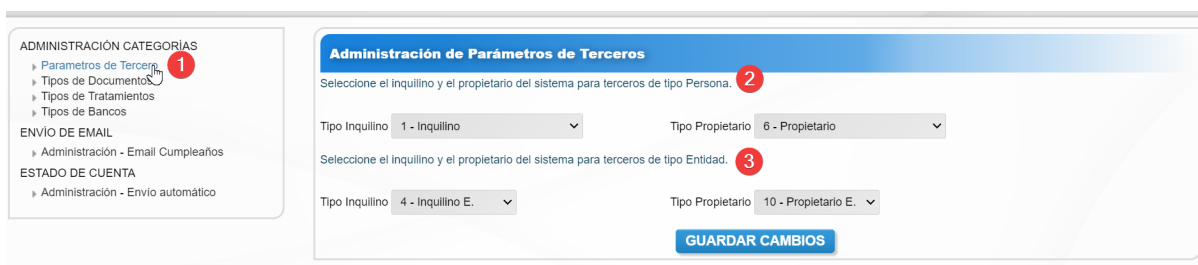 ADMINISTRACIÓN CATEGORÍAS
Parametros de Tercero 1
Tipos de Documentos
Tipos de Tratamientos
Tipos de Bancos
ENVÍO DE EMAIL
Administración - Email Cumpleaños
ESTADO DE CUENTA
Administración - Envío automático
Administración de Parámetros de Terceros
Seleccione el inquilino y el propietario del sistema para terceros de tipo Persona. 2
Tipo Inquilino 1 - Inquilino Tipo Propietario 6 - Propietario
Seleccione el inquilino y el propietario del sistema para terceros de tipo Entidad. 3
Tipo Inquilino 4 - Inquilino E. Tipo Propietario 10 - Propietario E.
GUARDAR CAMBIOS